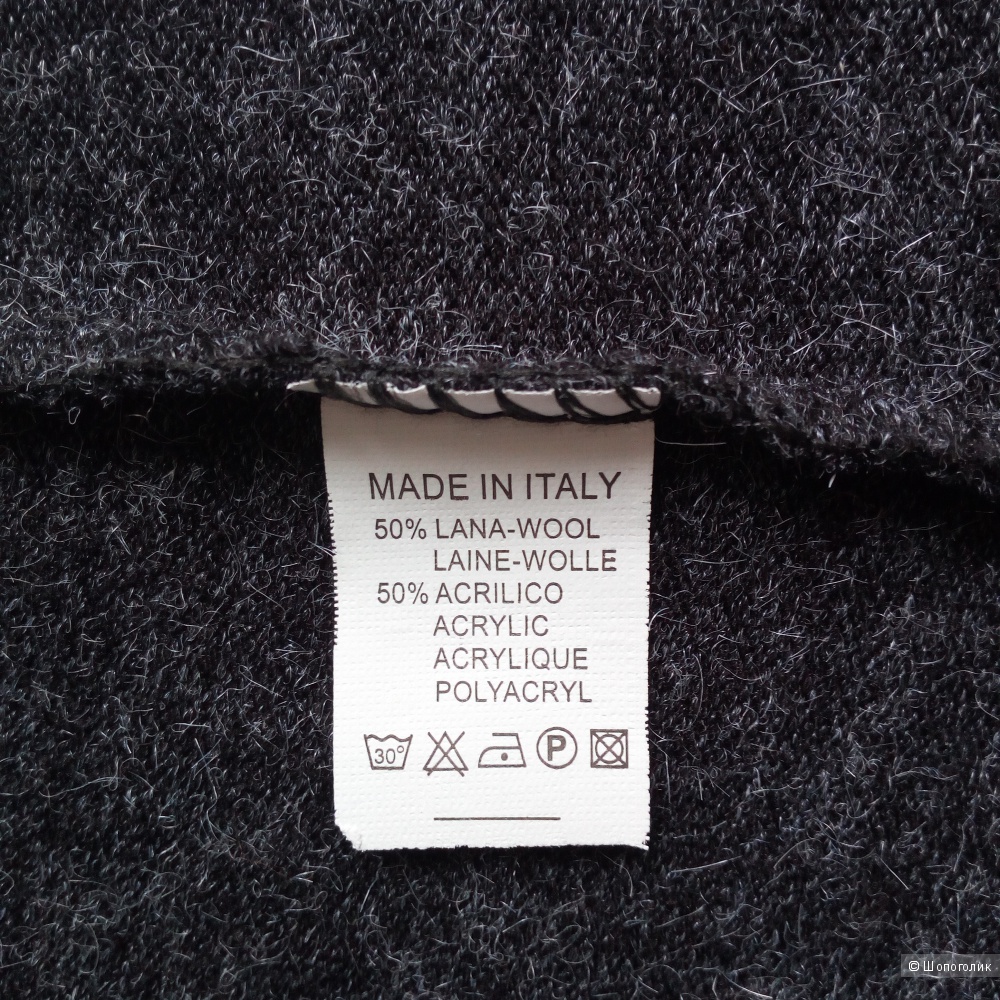 MADE IN ITALY
50% LANA-WOOL
LAINE-WOLLE
50% ACRILICO
ACRYLIC
ACRYLIQUE
POLYACRYL
30° P
© Шопоголик